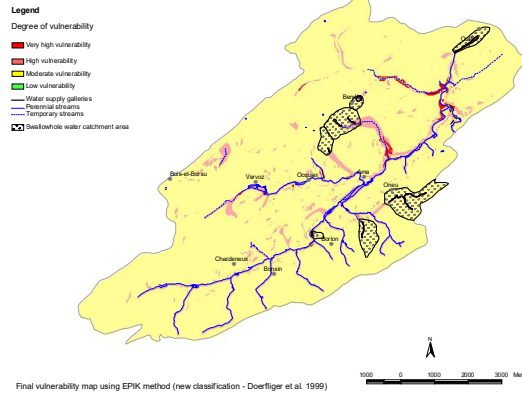 Legend
Degree of vulnerability
Very high vulnerability
High vulnerability
Moderate vulnerability
Low vulnerability
Water supply galleries
Perennial streams
Temporary streams
Swallowhole water catchment area
Bois-et-Borsu
Vervoz
Ocquier
Oneu
Borlon
Chardeneux
Bonsin
N
1000 0 1000 2000 3000
Final vulnerability map using EPIK method (new classification - Doerfliger et al. 1999)